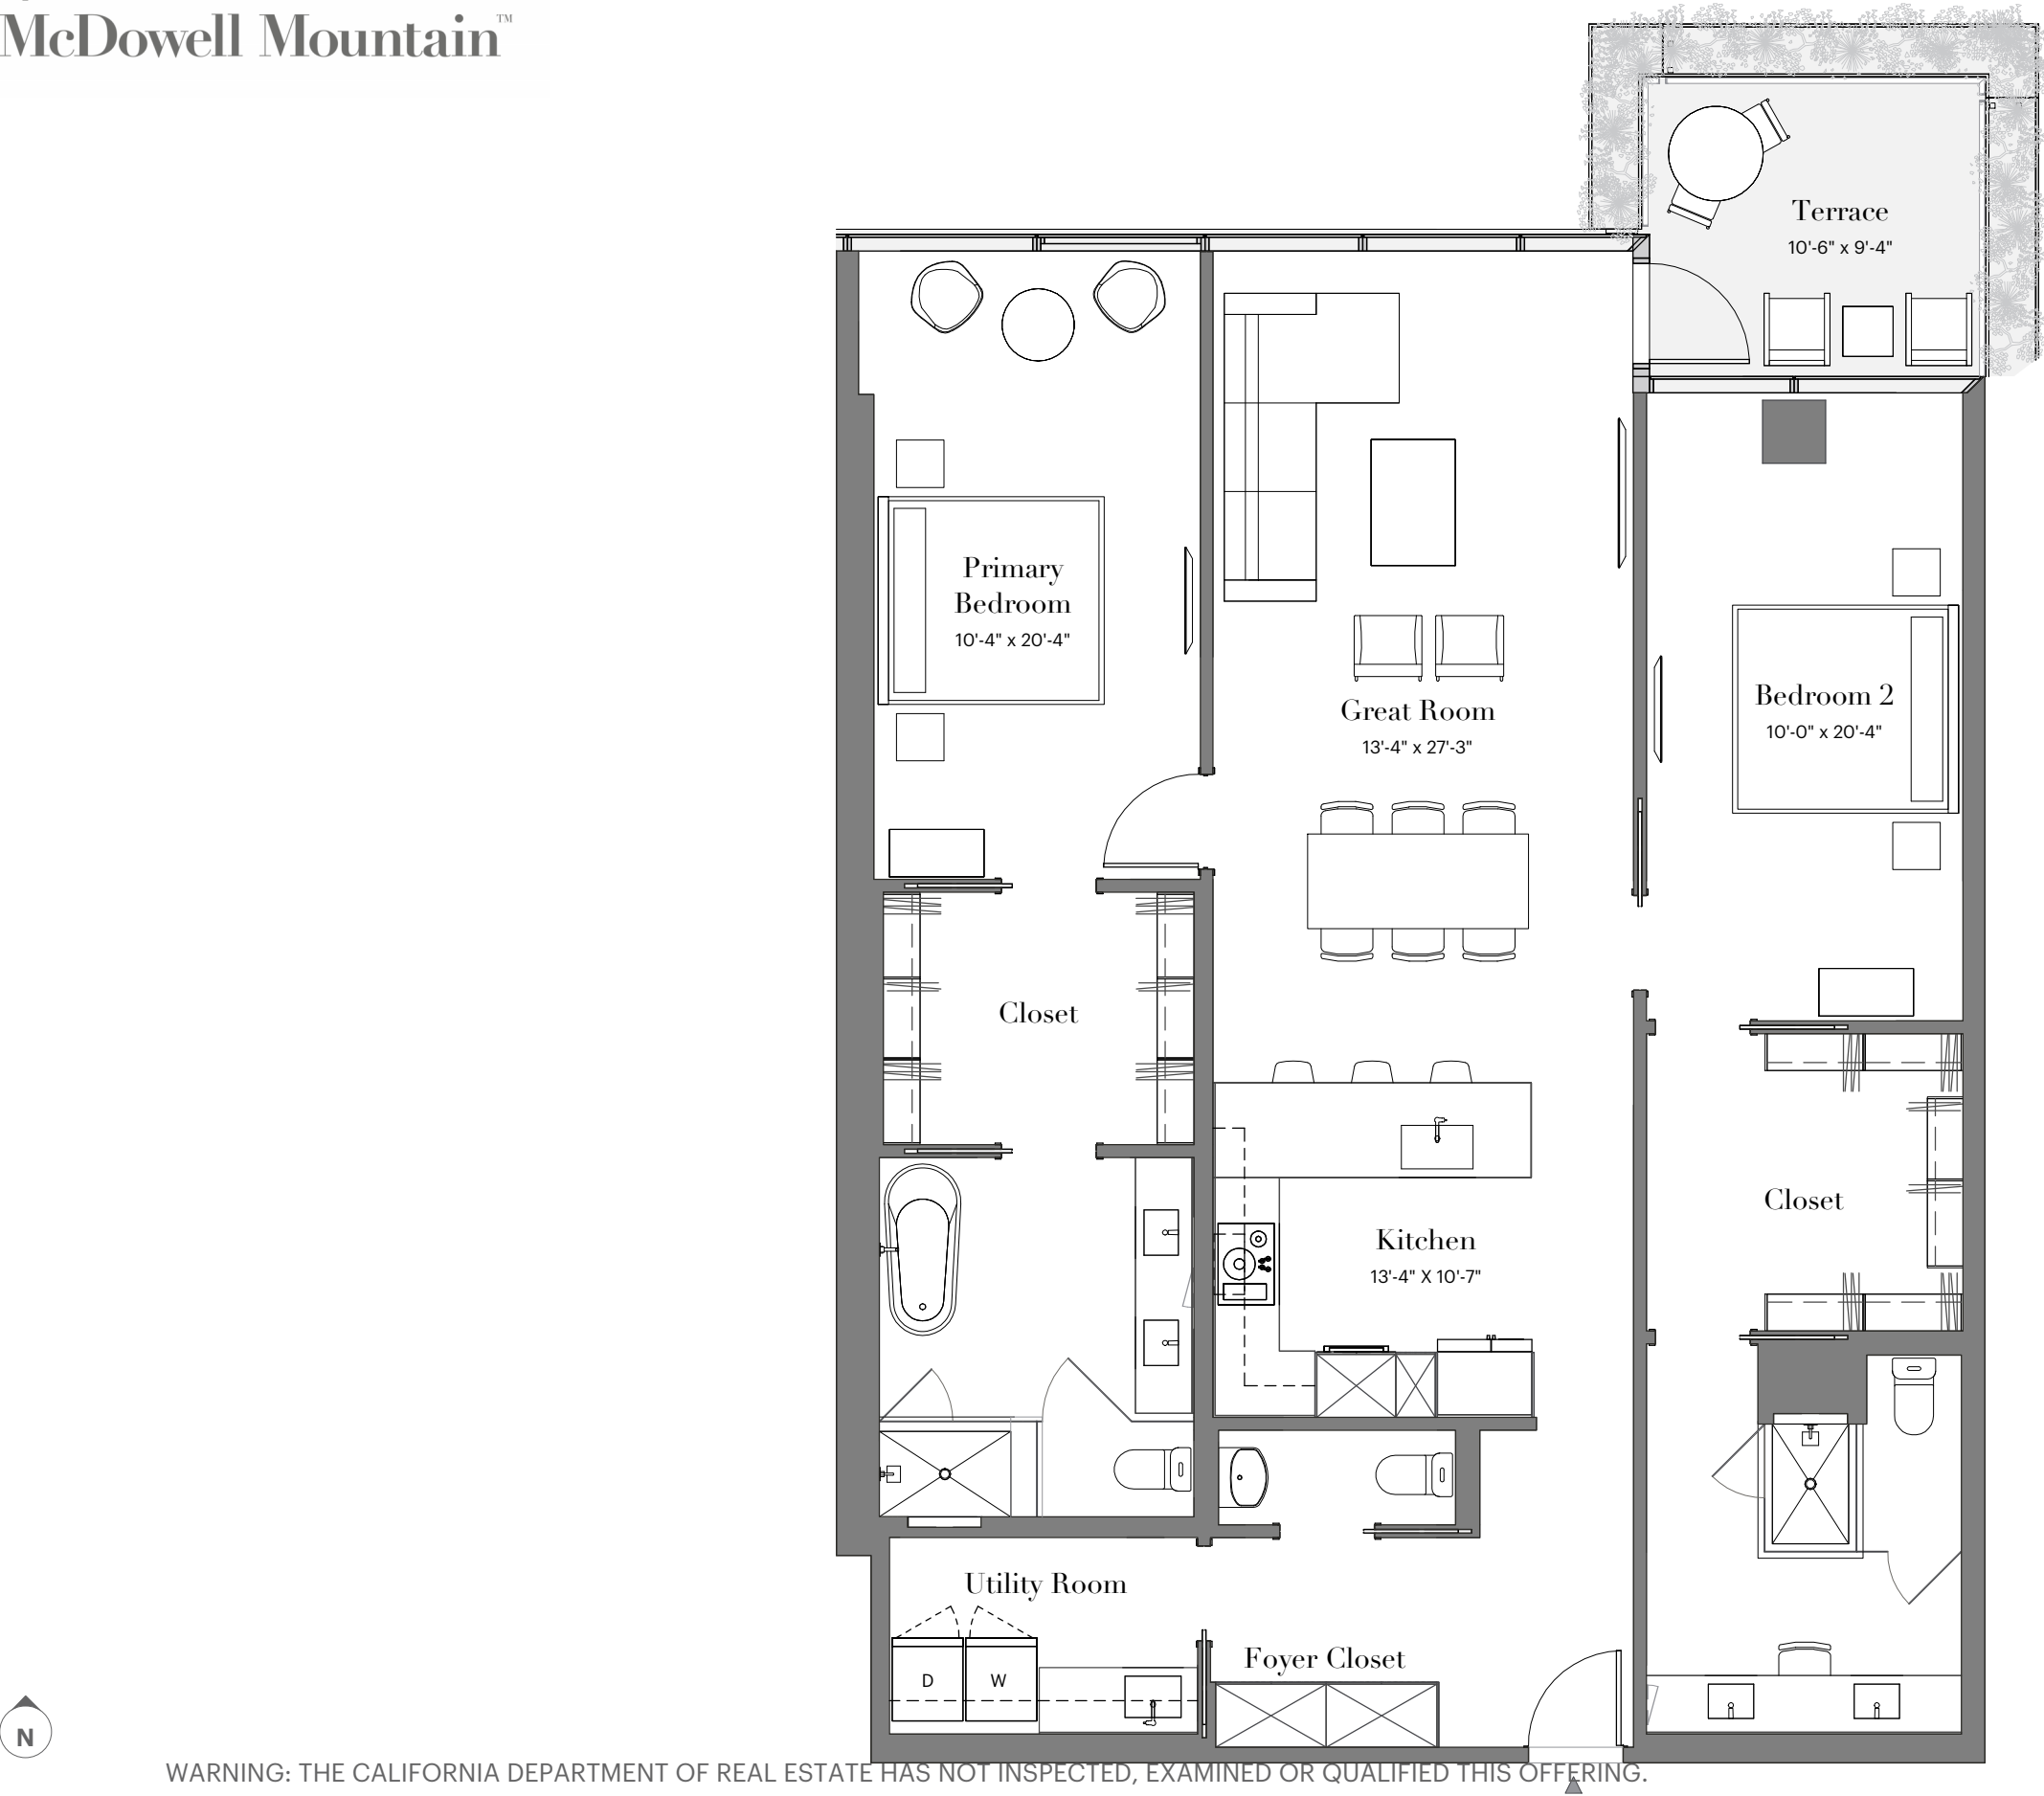 McDowell Mountain™
Terrace
10'-6" x 9'-4"
Primary
Bedroom
10'-4" x 20'-4"
Great Room
13'-4" x 27'-3"
Bedroom 2
10'-0" x 20'-4"
Closet
Closet
Kitchen
13'-4" X 10'-7"
Utility Room
D
W
Foyer Closet
N
WARNING: THE CALIFORNIA DEPARTMENT OF REAL ESTATE HAS NOT INSPECTED, EXAMINED OR QUALIFIED THIS OFFERING.